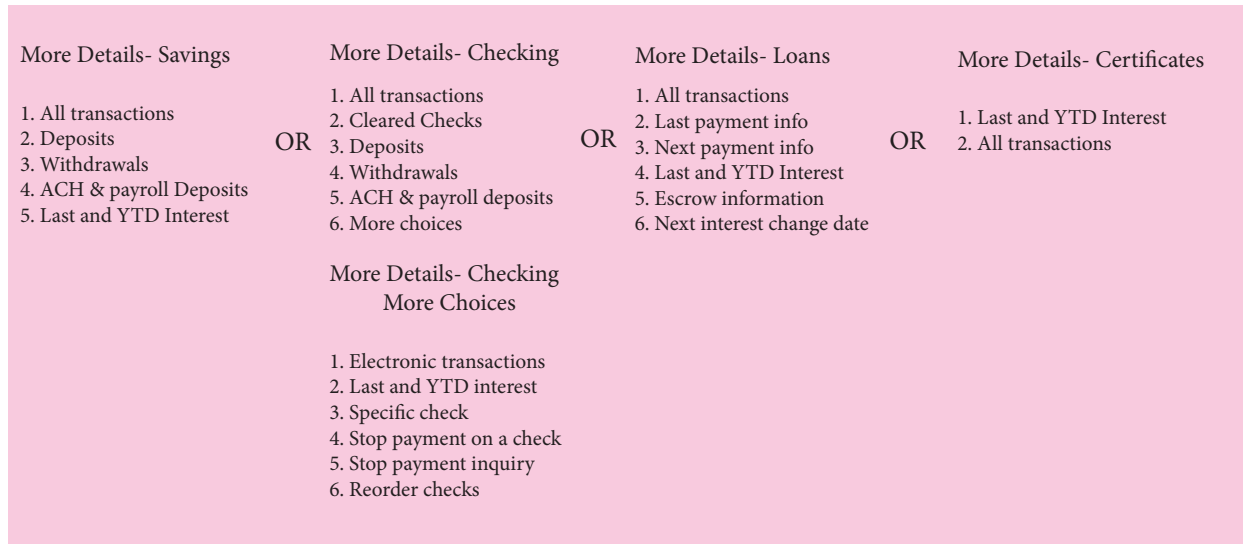 More Details- Savings
1. All transactions
2. Deposits
3. Withdrawals
4. ACH & payroll Deposits
5. Last and YTD Interest
OR
More Details- Checking
1. All transactions
2. Cleared Checks
3. Deposits
4. Withdrawals
5. ACH & payroll deposits
6. More choices
More Details- Checking
More Choices
1. Electronic transactions
2. Last and YTD interest
3. Specific check
4. Stop payment on a check
5. Stop payment inquiry
6. Reorder checks
OR
More Details- Loans
1. All transactions
2. Last payment info
3. Next payment info
4. Last and YTD Interest
5. Escrow information
6. Next interest change date
OR
More Details- Certificates
1. Last and YTD Interest
2. All transactions